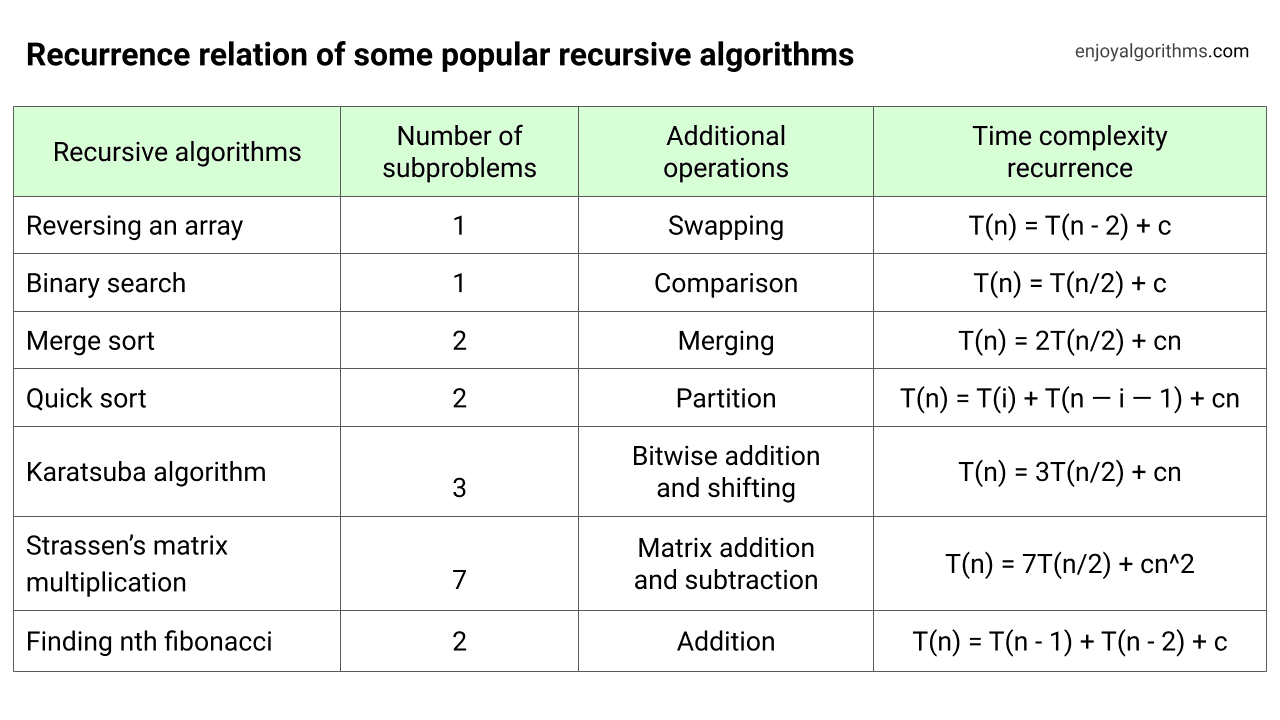 Recurrence relation of some popular recursive algorithms
enjoyalgorithms.com
Recursive algorithms
Number of
subproblems
Additional
operations
Time complexity
recurrence
Reversing an array
1
Swapping
T(n) = T(n - 2) + c
Binary search
1
Comparison
T(n) = T(n/2) + c
Merge sort
2
Merging
T(n) = 2T(n/2) + cn
Quick sort
2
Partition
T(n) = T(i) + T(n — i — 1) + cn
Karatsuba algorithm
3
Bitwise addition
and shifting
T(n) = 3T(n/2) + cn
Strassen’s matrix
multiplication
7
Matrix addition
and subtraction
T(n) = 7T(n/2) + cn^2
Finding nth fibonacci
2
Addition
T(n) = T(n - 1) + T(n - 2) + c